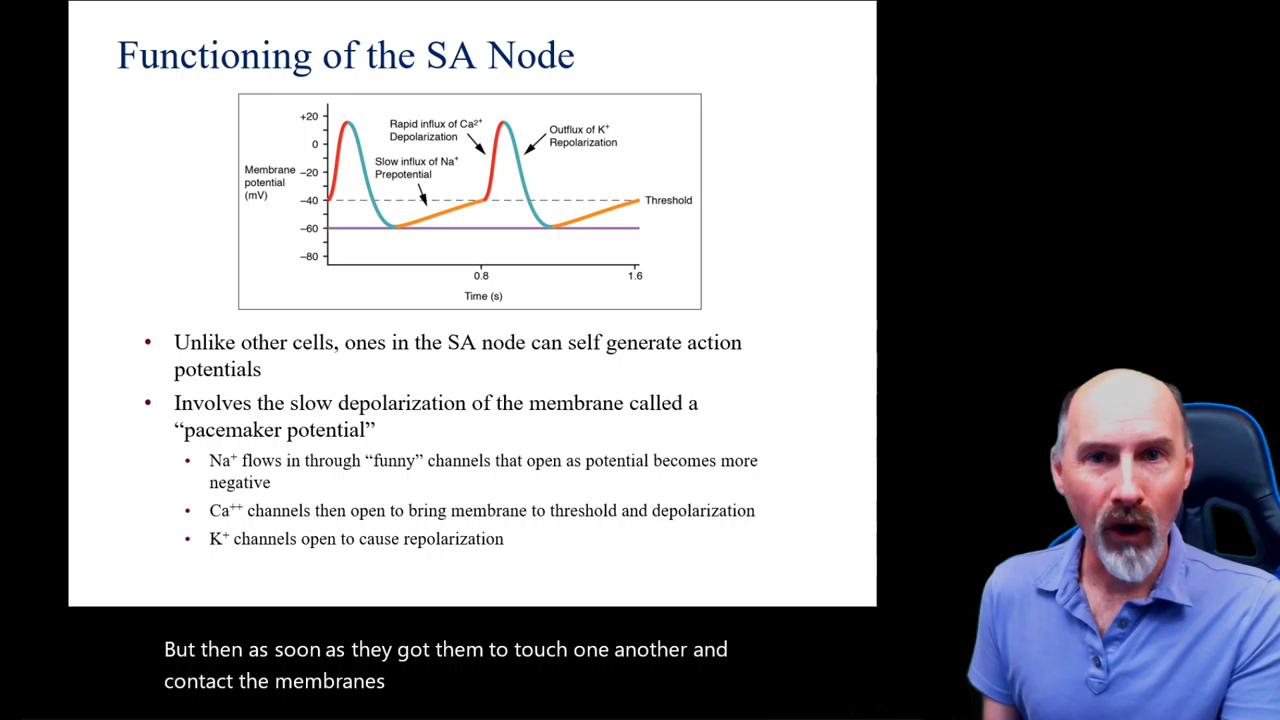 Functioning of the SA Node
+20
0
−20
−40
−60
−80
Membrane
potential
(mV)
Rapid influx of Ca²⁺
Depolarization
Slow influx of Na⁺
Prepotential
Outflux of K⁺
Repolarization
Threshold
0.8
1.6
Time (s)
• Unlike other cells, ones in the SA node can self generate action
potentials
• Involves the slow depolarization of the membrane called a
“pacemaker potential”
• Na⁺ flows in through “funny” channels that open as potential becomes more
negative
• Ca⁺⁺ channels then open to bring membrane to threshold and depolarization
• K⁺ channels open to cause repolarization
But then as soon as they got them to touch one another and
contact the membranes